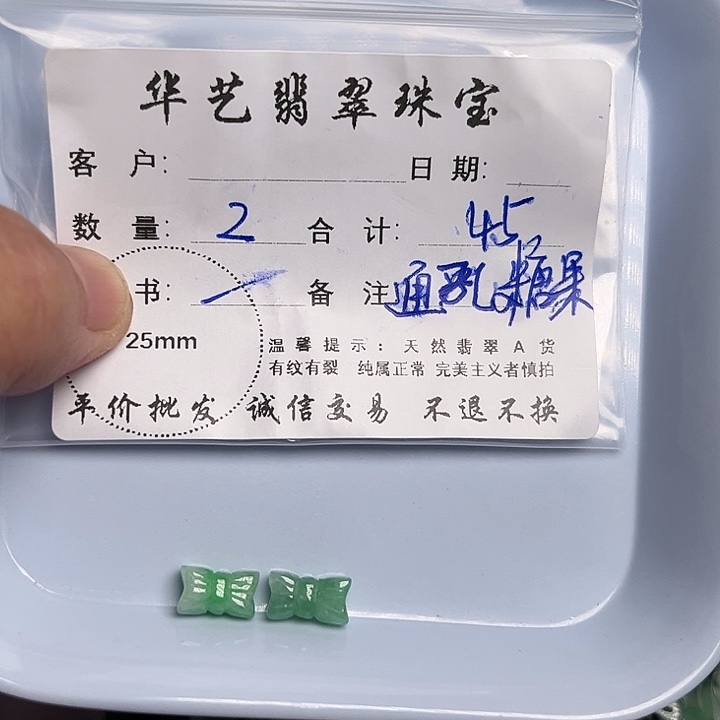 华艺翡翠珠宝
客 户: 日 期:
数 量: 2 合 计: 45
书: 备 注 通孔糖果
25mm
温馨提示：天然翡翠A货
有纹有裂 纯属正常 完美主义者慎拍
平价批发 诚信交易 不退不换